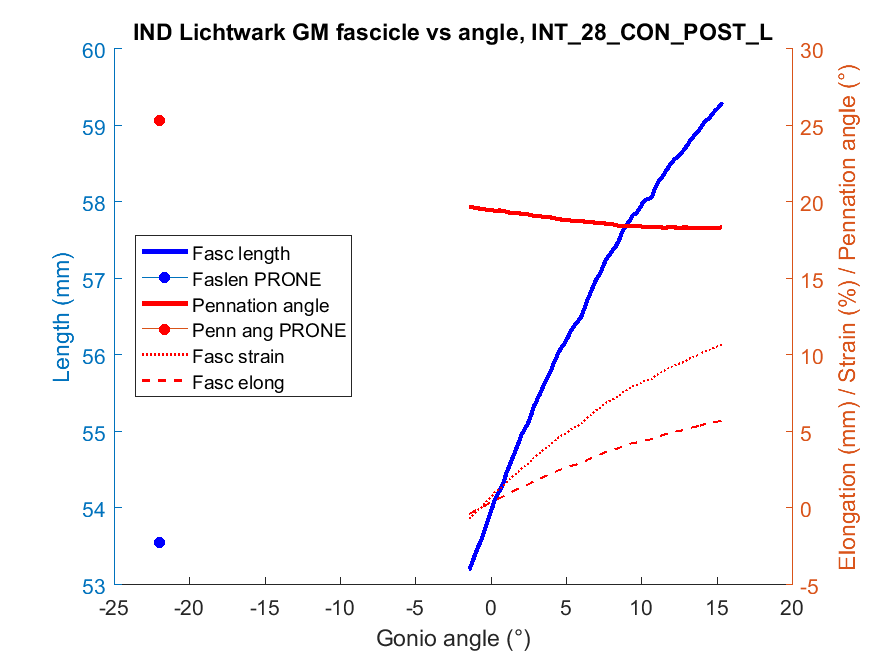 IND Lichtwark GM fascicle vs angle, INT_28_CON_POST_L
60
59
58
57
56
55
54
53
Length (mm)
30
25
20
15
10
5
0
-5
Elongation (mm) / Strain (%) / Pennation angle (°)
Fasc length
Faslen PRONE
Pennation angle
Penn ang PRONE
Fasc strain
Fasc elong
-25 -20 -15 -10 -5 0 5 10 15 20
Gonio angle (°)